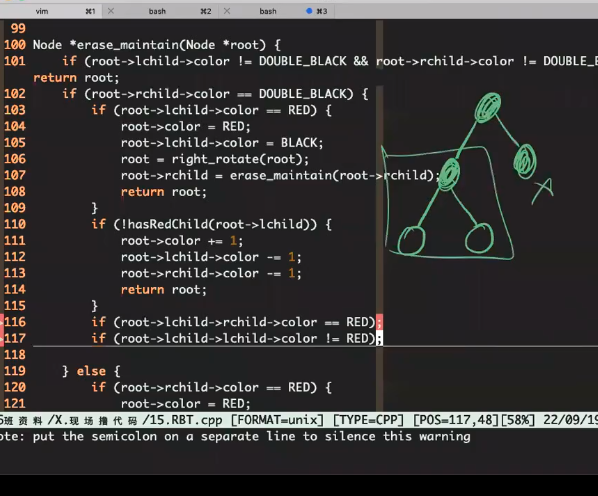 vim ⌘1 bash ⌘2 bash ⌘3
99
100 Node *erase_maintain(Node *root) {
101 if (root->lchild->color != DOUBLE_BLACK && root->rchild->color != DOUBLE_B
return root;
102 if (root->rchild->color == DOUBLE_BLACK) {
103 if (root->lchild->color == RED) {
104 root->color = RED;
105 root->lchild->color = BLACK;
106 root = right_rotate(root);
107 root->rchild = erase_maintain(root->rchild);
108 return root;
109 }
110 if (!hasRedChild(root->lchild)) {
111 root->color += 1;
112 root->lchild->color -= 1;
113 root->rchild->color -= 1;
114 return root;
115 }
116 if (root->lchild->rchild->color == RED);
117 if (root->lchild->lchild->color != RED);
118
119 } else {
120 if (root->rchild->color == RED) {
121 root->color = RED;
班资料/X.现场撸代码/15.RBT.cpp [FORMAT=unix] [TYPE=CPP] [POS=117,48][58%] 22/09/19
ote: put the semicolon on a separate line to silence this warning